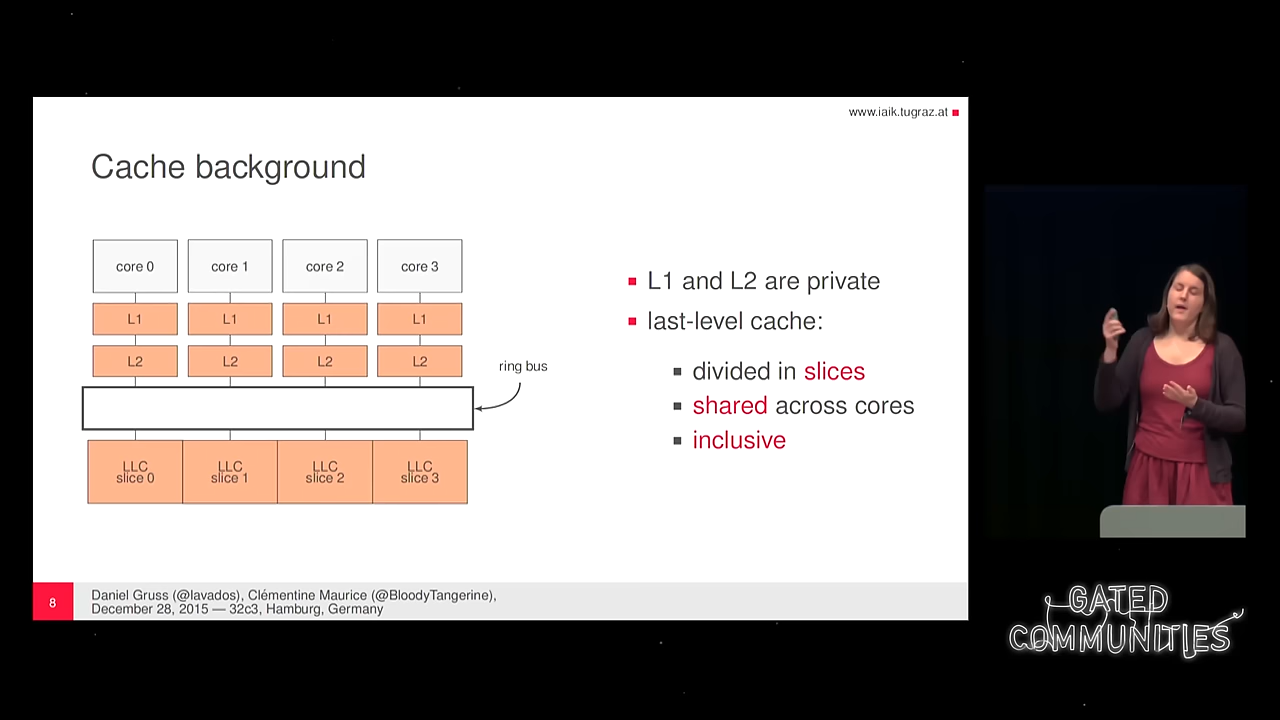 www.iaik.tugraz.at
Cache background
core 0 core 1 core 2 core 3
L1 L1 L1 L1
L2 L2 L2 L2
ring bus
LLC LLC LLC LLC
slice 0 slice 1 slice 2 slice 3
L1 and L2 are private
last-level cache:
divided in slices
shared across cores
inclusive
8
Daniel Gruss (@lavados), Clémentine Maurice (@BloodyTangerine),
December 28, 2015 — 32c3, Hamburg, Germany
GATED
COMMUNITIES